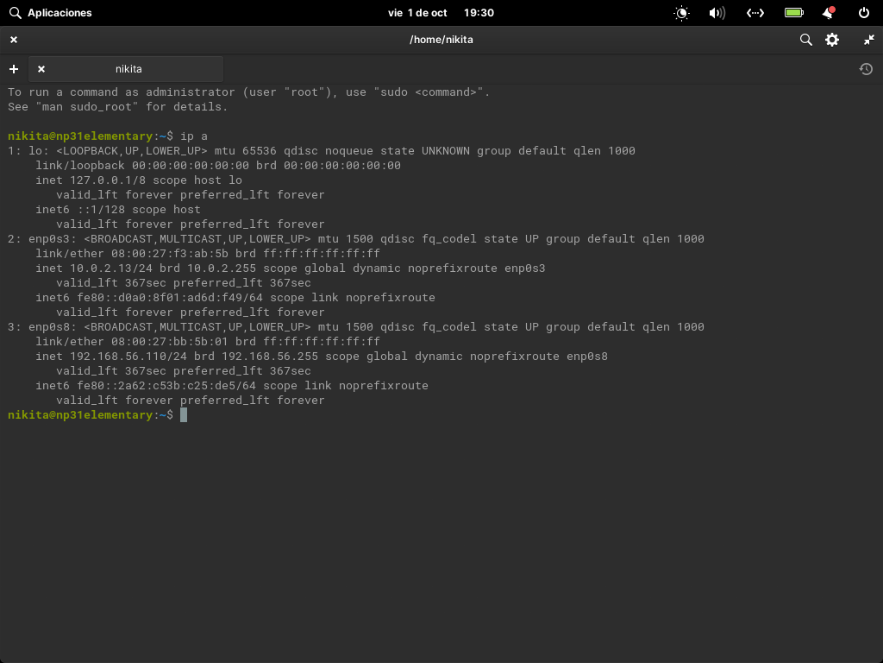 Aplicaciones vie 1 de oct 19:30
/home/nikita
nikita
To run a command as administrator (user "root"), use "sudo <command>".
See "man sudo_root" for details.
nikita@np31elementary:~$ ip a
1: lo: <LOOPBACK,UP,LOWER_UP> mtu 65536 qdisc noqueue state UNKNOWN group default qlen 1000
link/loopback 00:00:00:00:00:00 brd 00:00:00:00:00:00
inet 127.0.0.1/8 scope host lo
valid_lft forever preferred_lft forever
inet6 ::1/128 scope host
valid_lft forever preferred_lft forever
2: enp0s3: <BROADCAST,MULTICAST,UP,LOWER_UP> mtu 1500 qdisc fq_codel state UP group default qlen 1000
link/ether 08:00:27:f3:ab:5b brd ff:ff:ff:ff:ff:ff
inet 10.0.2.13/24 brd 10.0.2.255 scope global dynamic noprefixroute enp0s3
valid_lft 367sec preferred_lft 367sec
inet6 fe80::d0a0:8f01:ad6d:f49/64 scope link noprefixroute
valid_lft forever preferred_lft forever
3: enp0s8: <BROADCAST,MULTICAST,UP,LOWER_UP> mtu 1500 qdisc fq_codel state UP group default qlen 1000
link/ether 08:00:27:bb:5b:01 brd ff:ff:ff:ff:ff:ff
inet 192.168.56.110/24 brd 192.168.56.255 scope global dynamic noprefixroute enp0s8
valid_lft 367sec preferred_lft 367sec
inet6 fe80::2a62:c53b:c25:de5/64 scope link noprefixroute
valid_lft forever preferred_lft forever
nikita@np31elementary:~$